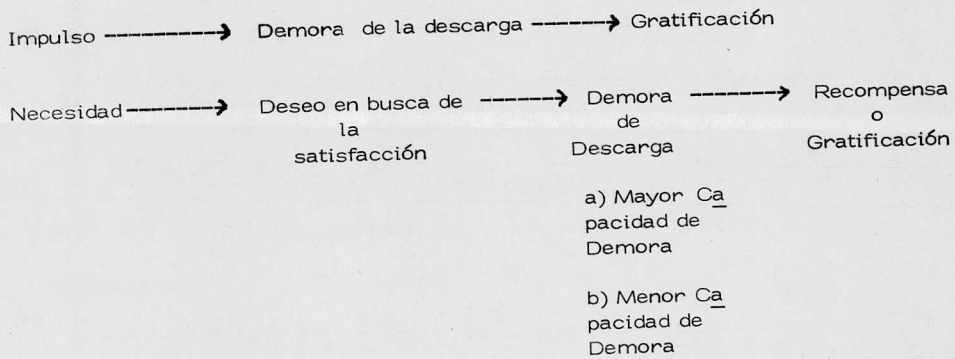 Impulso ----------→ Demora de la descarga ------→ Gratificación
Necesidad --------→ Deseo en busca de ------→ Demora --------→ Recompensa
la de o
satisfacción Descarga Gratificación
a) Mayor Ca
pacidad de
Demora
b) Menor Ca
pacidad de
Demora